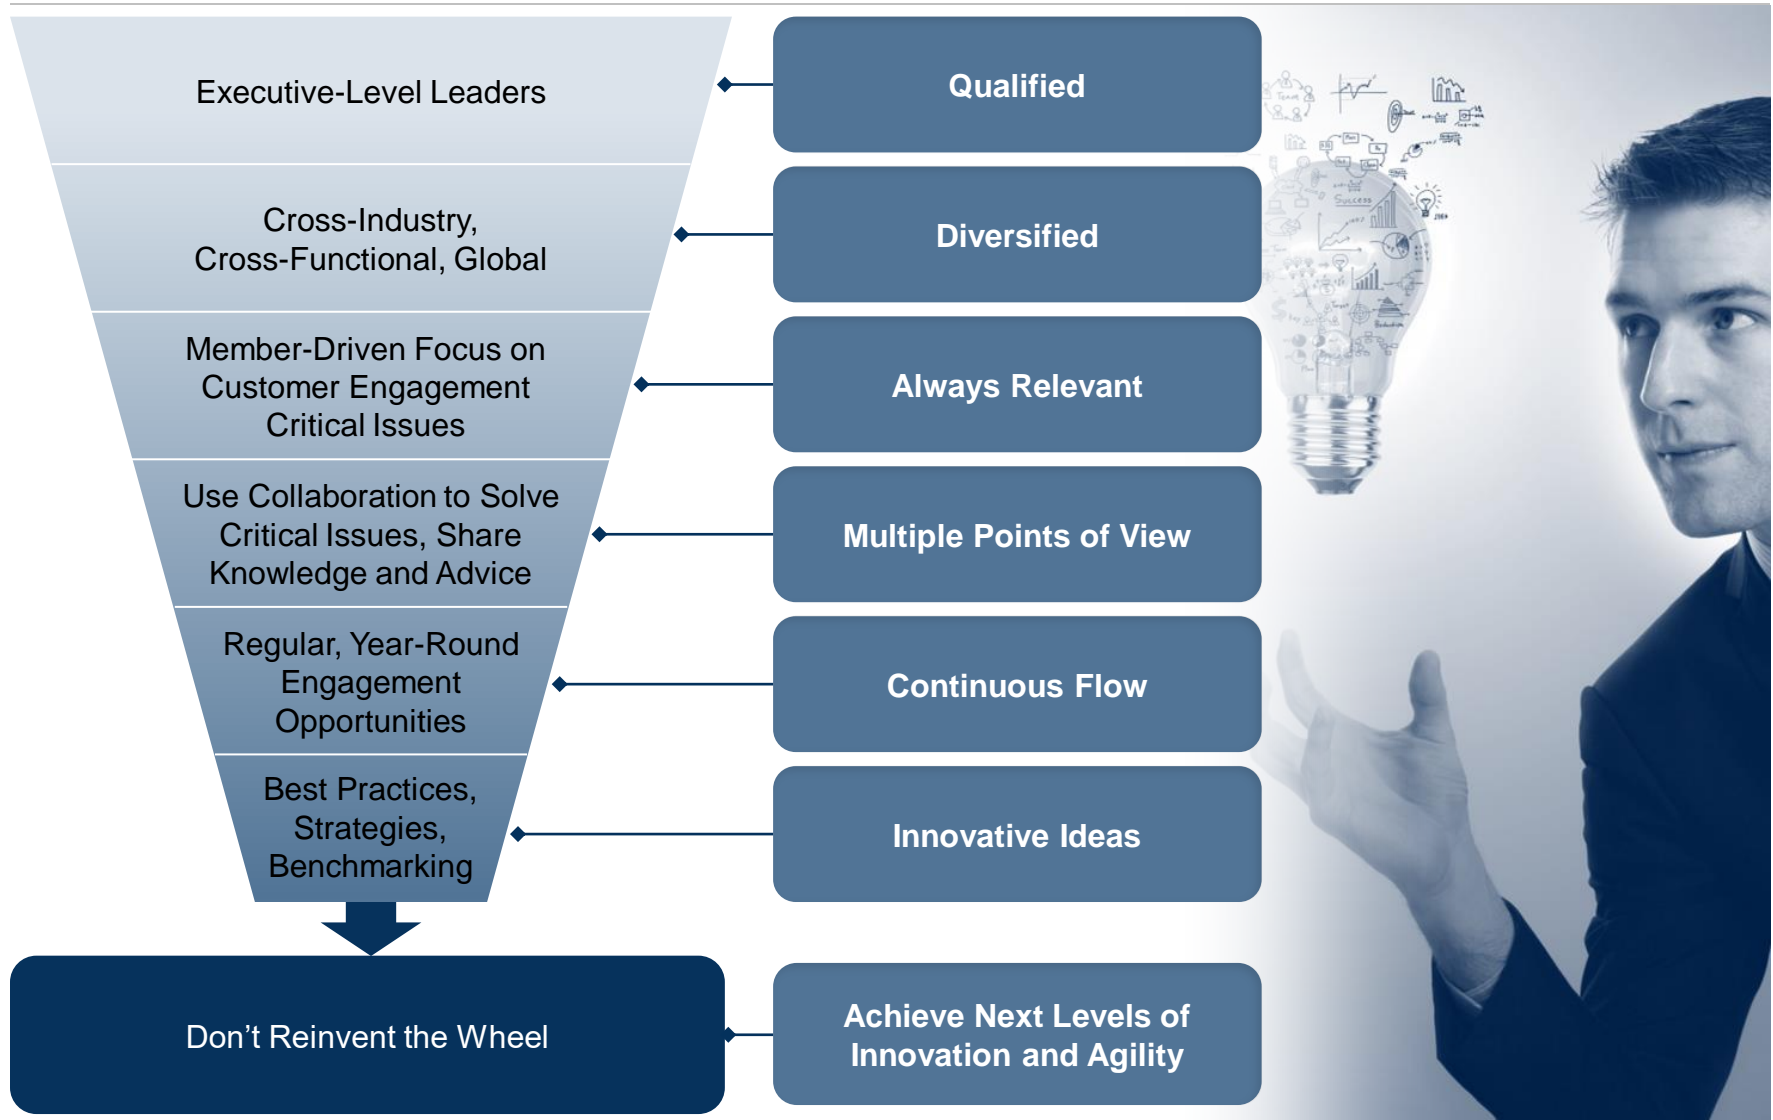 Executive-Level Leaders
Qualified
Cross-Industry,
Cross-Functional, Global
Diversified
Member-Driven Focus on
Customer Engagement
Critical Issues
Always Relevant
Use Collaboration to Solve
Critical Issues, Share
Knowledge and Advice
Multiple Points of View
Regular, Year-Round
Engagement
Opportunities
Continuous Flow
Best Practices,
Strategies,
Benchmarking
Innovative Ideas
Don’t Reinvent the Wheel
Achieve Next Levels of
Innovation and Agility
Team
Success